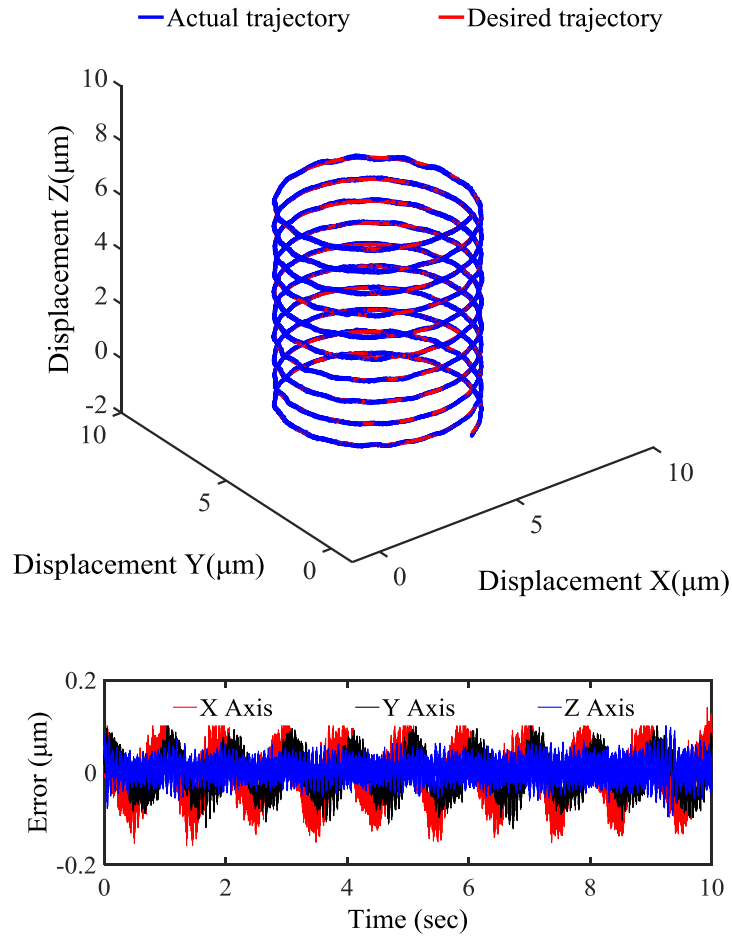 Actual trajectory Desired trajectory
10
8
6
4
2
0
-2
Displacement Z(μm)
10
5
0
Displacement Y(μm)
0
5
10
Displacement X(μm)
0.2
0
-0.2
Error (μm)
X Axis Y Axis Z Axis
0 2 4 6 8 10
Time (sec)